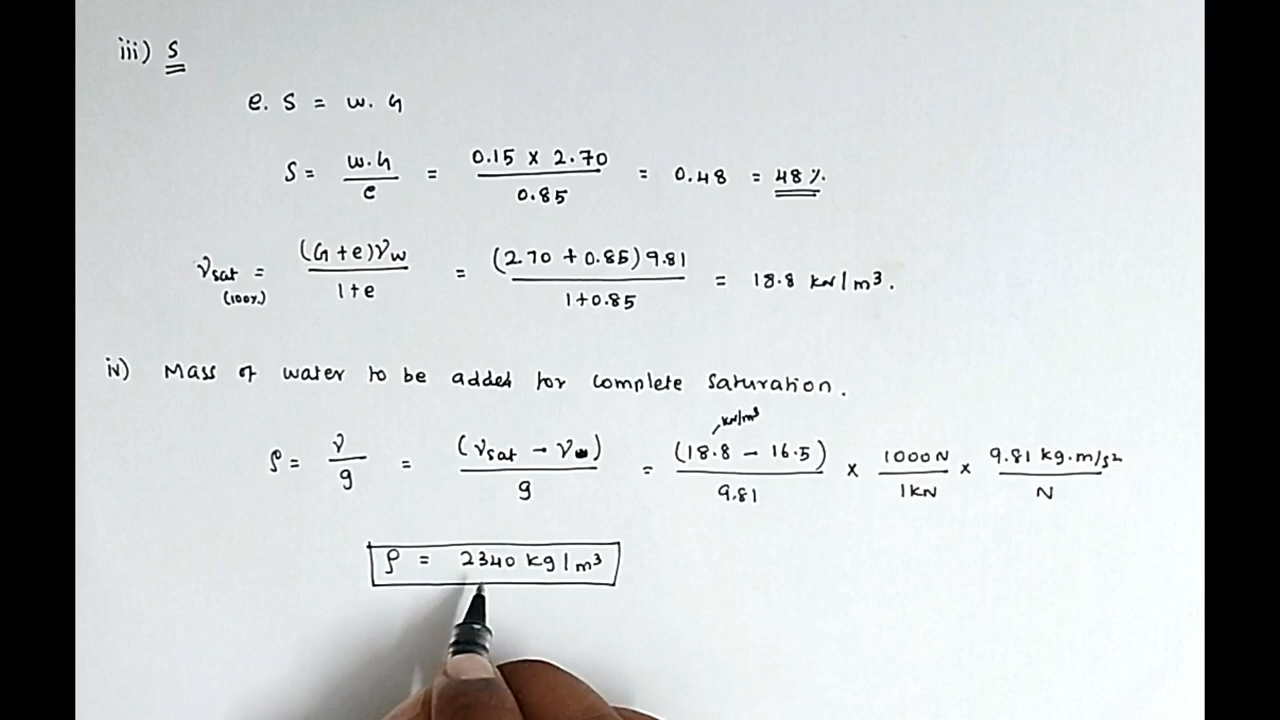 iii) S
e. S = w. G
S = w.G / e = 0.15 x 2.70 / 0.85 = 0.48 = 48 %.
γsat (100%) = (G+e)γw / 1+e = (2.70 + 0.85) 9.81 / 1+0.85 = 18.8 kN/m³.
iv) Mass of water to be added for complete saturation.
ρ = γ / g = (γsat - γ) / g = (18.8 - 16.5) / 9.81 x 1000N / 1kN x 9.81 kg.m/s² / N
kN/m³
ρ = 2340 kg/m³